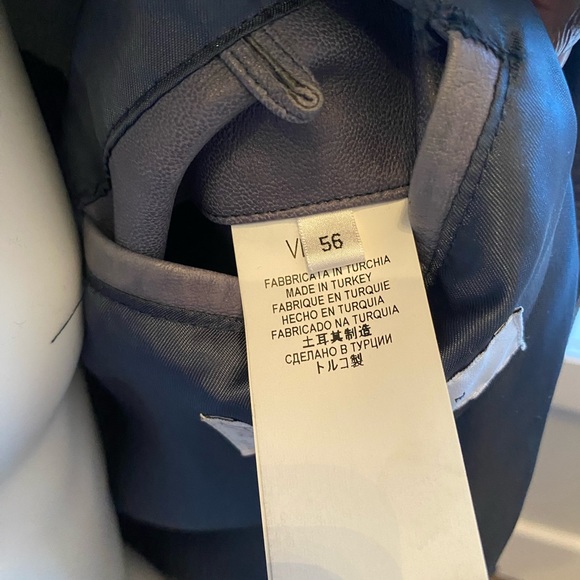 56
FABBRICATA IN TURCHIA
MADE IN TURKEY
FABRIQUE EN TURQUIE
HECHO EN TURQUIA
FABRICADO NA TURQUIA
土耳其制造
СДЕЛАНО В ТУРЦИИ
トルコ製